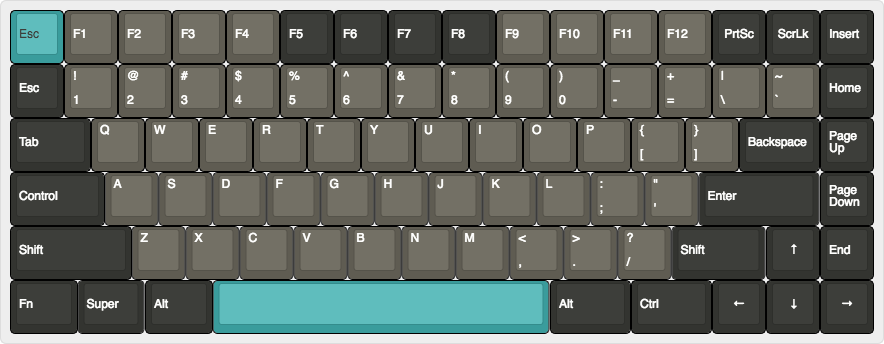 Esc F1 F2 F3 F4 F5 F6 F7 F8 F9 F10 F11 F12 PrtSc ScrLk Insert
! @ # $ % ^ & * ( ) _ + | ~
Esc 1 2 3 4 5 6 7 8 9 0 - = \ ` Home
Q W E R T Y U I O P { } Page
Tab [ ] Backspace Up
A S D F G H J K L : " Page
Control ; ' Enter Down
Z X C V B N M < > ?
Shift , . / Shift ↑ End
Fn Super Alt Alt Ctrl ← ↓ →